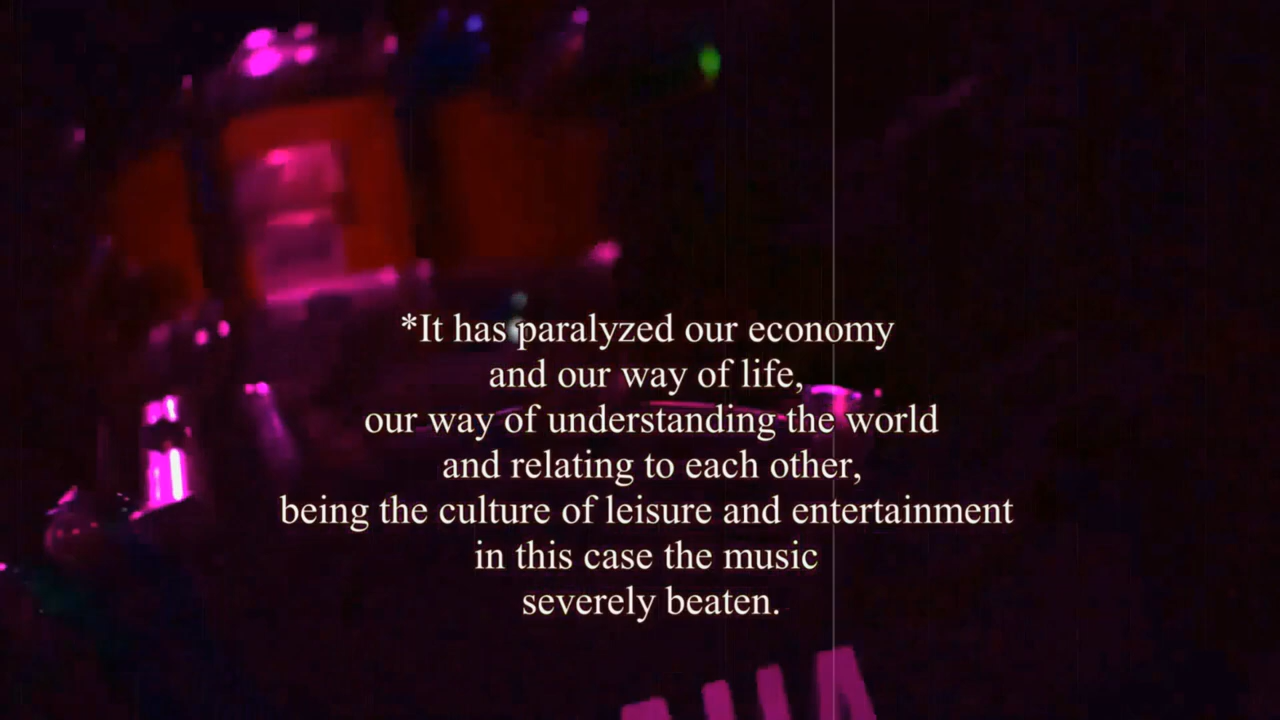 *It has paralyzed our economy
and our way of life,
our way of understanding the world
and relating to each other,
being the culture of leisure and entertainment
in this case the music
severely beaten.